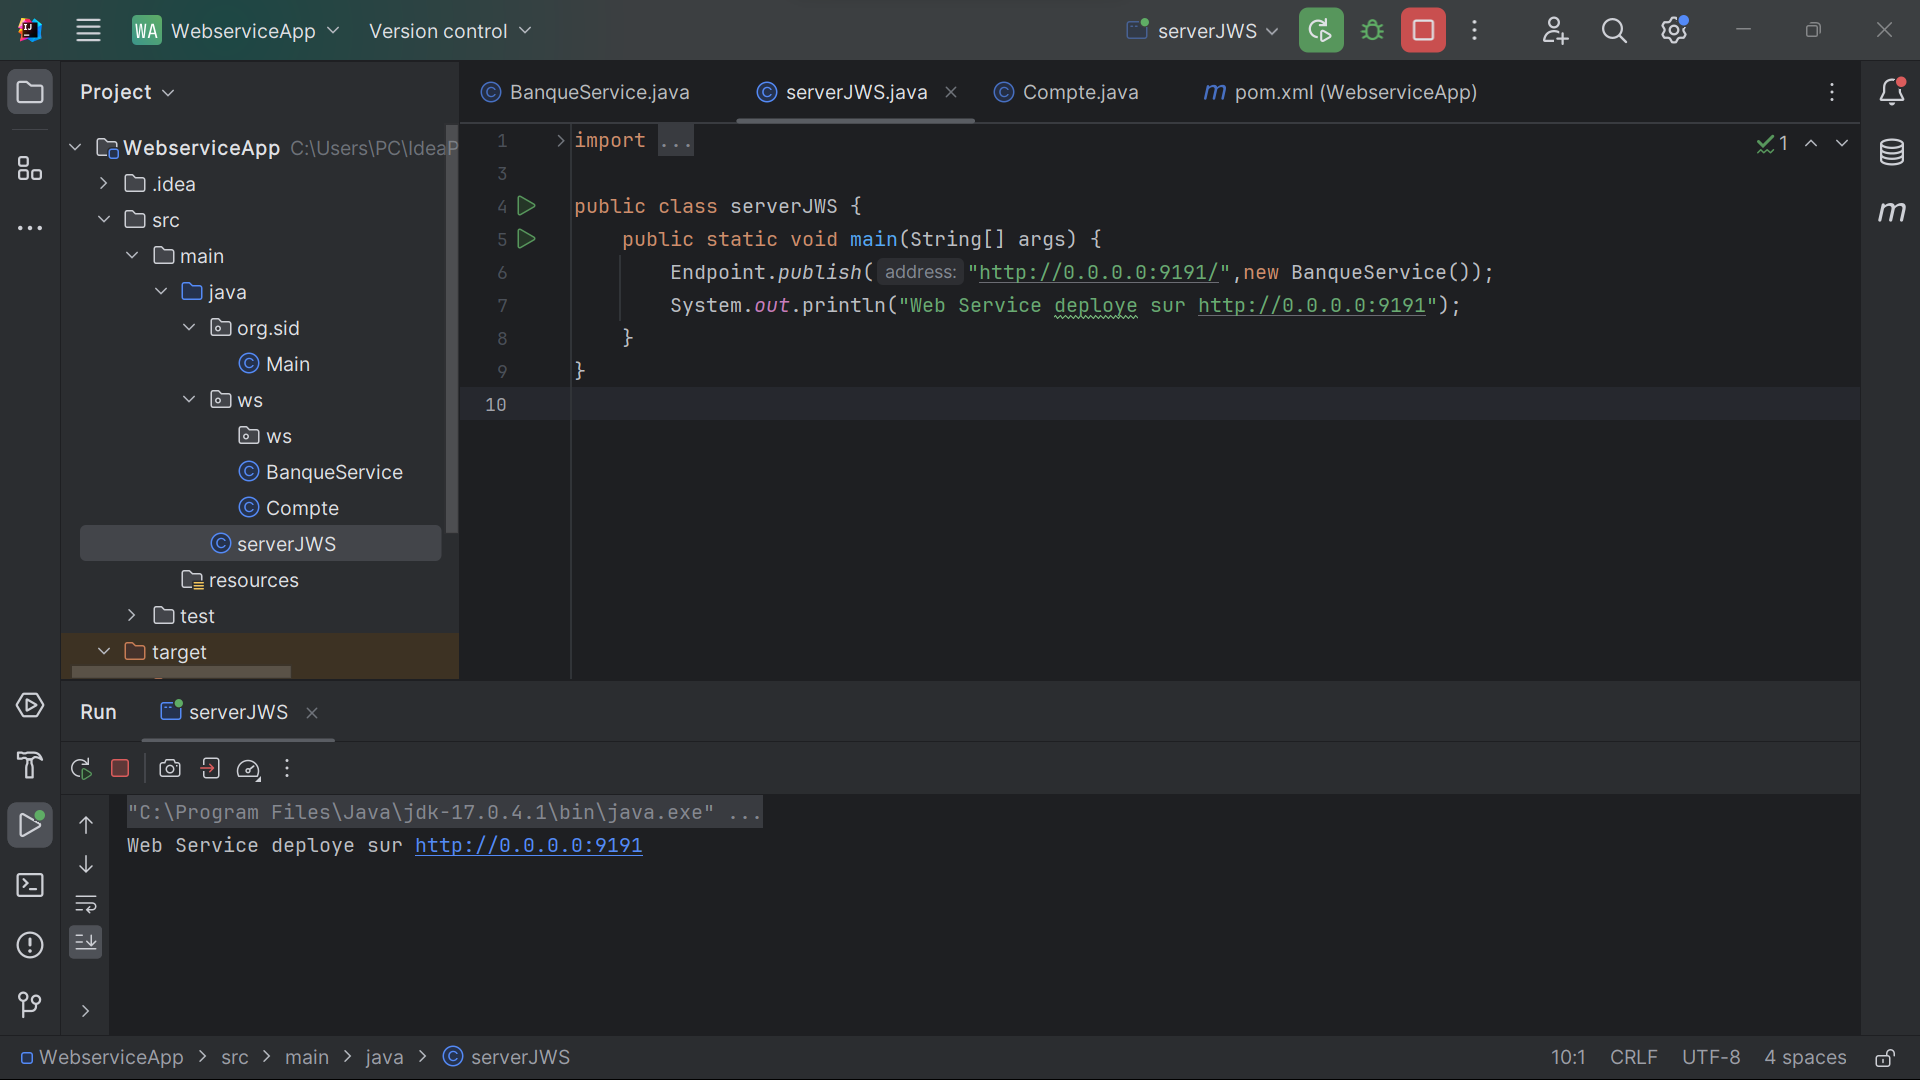 WA WebserviceApp Version control serverJWS
Project
BanqueService.java serverJWS.java Compte.java m pom.xml (WebserviceApp)
WebserviceApp C:\Users\PC\IdeaP
.idea
src
main
java
org.sid
C Main
ws
ws
C BanqueService
C Compte
C serverJWS
resources
test
target
1 import ...
3
4 public class serverJWS {
5 public static void main(String[] args) {
6 Endpoint.publish( address: "http://0.0.0.0:9191/",new BanqueService());
7 System.out.println("Web Service deploye sur http://0.0.0.0:9191");
8 }
9 }
10
1
m
Run serverJWS
"C:\Program Files\Java\jdk-17.0.4.1\bin\java.exe" ...
Web Service deploye sur http://0.0.0.0:9191
WebserviceApp > src > main > java > C serverJWS 10:1 CRLF UTF-8 4 spaces